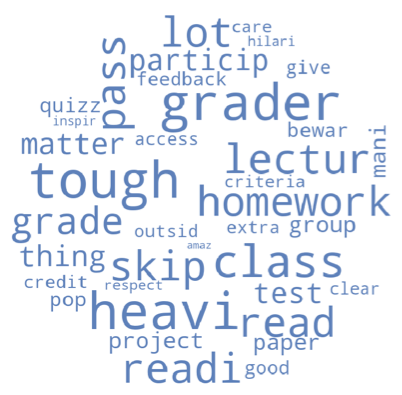 lot care
hilari
pass particip give
feedback
quizz grader
inspir bewar
matter access lectur mani
tough criteria
homework
grade outsid extra group
thing amaz
skip class
credit respect test clear
pop heavi read
project paper
readi good